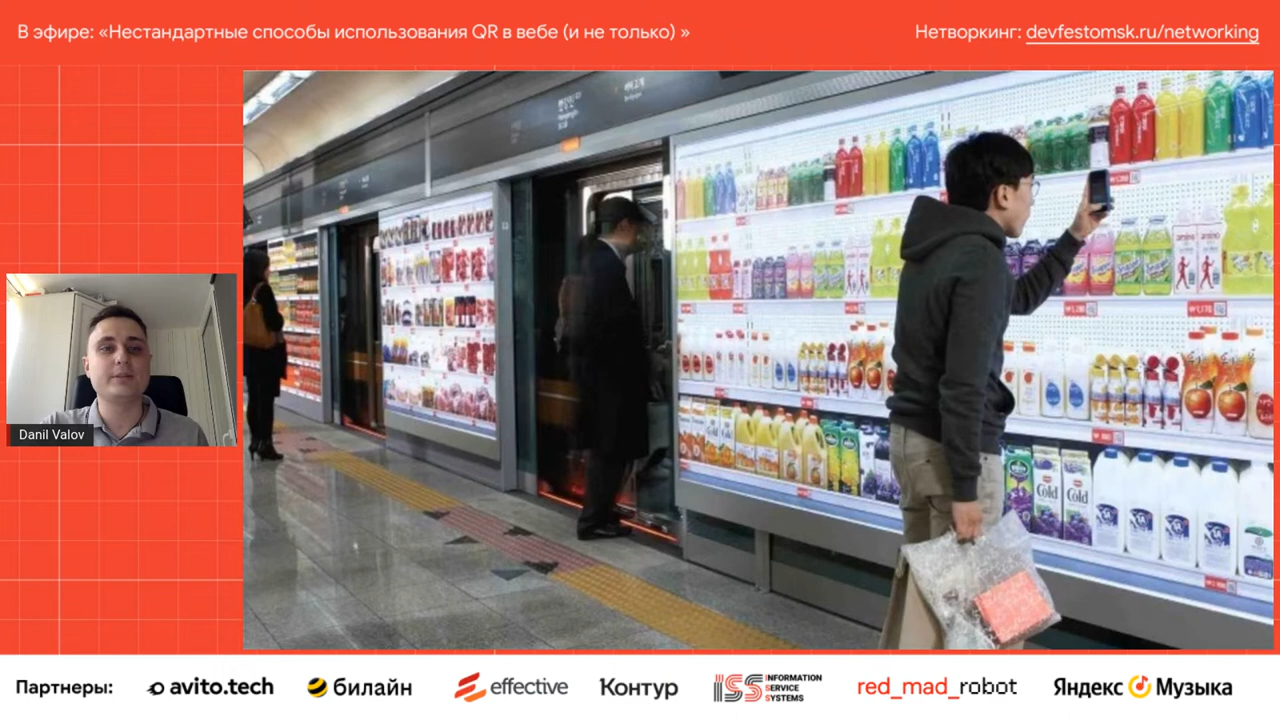 В эфире: «Нестандартные способы использования QR в вебе (и не только) »
Нетворкинг: devfestomsk.ru/networking
Danil Valov
Cold
Cold
Партнеры:
avito.tech
билайн
effective
Контур
ISS
INFORMATION
SERVICE
SYSTEMS
red_mad_robot
Яндекс Музыка